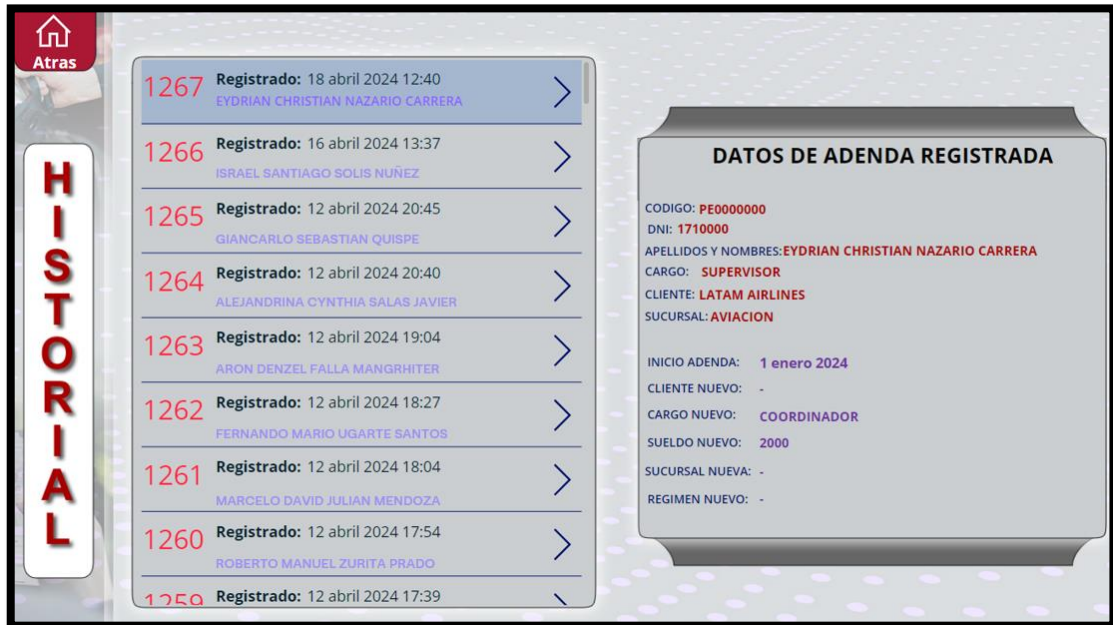 Atras
HISTORIAL
1267 Registrado: 18 abril 2024 12:40
EYDRIAN CHRISTIAN NAZARIO CARRERA
1266 Registrado: 16 abril 2024 13:37
ISRAEL SANTIAGO SOLIS NUÑEZ
1265 Registrado: 12 abril 2024 20:45
GIANCARLO SEBASTIAN QUISPE
1264 Registrado: 12 abril 2024 20:40
ALEJANDRINA CYNTHIA SALAS JAVIER
1263 Registrado: 12 abril 2024 19:04
ARON DENZEL FALLA MANGRHITER
1262 Registrado: 12 abril 2024 18:27
FERNANDO MARIO UGARTE SANTOS
1261 Registrado: 12 abril 2024 18:04
MARCELO DAVID JULIAN MENDOZA
1260 Registrado: 12 abril 2024 17:54
ROBERTO MANUEL ZURITA PRADO
1259 Registrado: 12 abril 2024 17:39
DATOS DE ADENDA REGISTRADA
CODIGO: PE0000000
DNI: 1710000
APELLIDOS Y NOMBRES:EYDRIAN CHRISTIAN NAZARIO CARRERA
CARGO: SUPERVISOR
CLIENTE: LATAM AIRLINES
SUCURSAL: AVIACION
INICIO ADENDA: 1 enero 2024
CLIENTE NUEVO: -
CARGO NUEVO: COORDINADOR
SUELDO NUEVO: 2000
SUCURSAL NUEVA: -
REGIMEN NUEVO: -